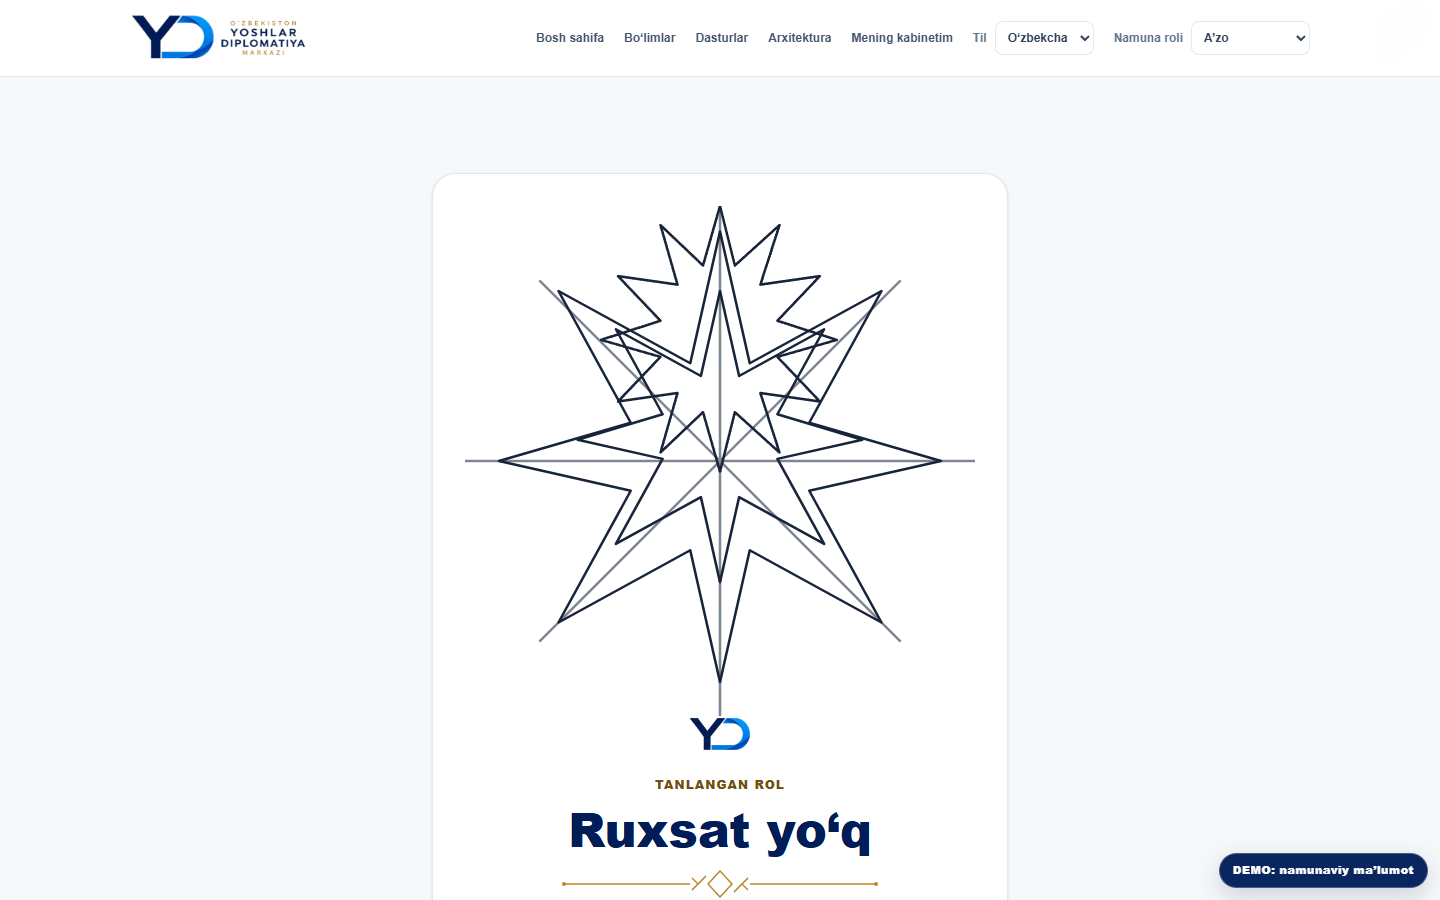 O‘ZBEKISTON
YOSHLAR
DIPLOMATIYA
MARKAZI
Bosh sahifa Bo‘limlar Dasturlar Arxitektura Mening kabinetim Til O‘zbekcha Namuna roli A’zo
TANLANGAN ROL
Ruxsat yo‘q
DEMO: namunaviy ma’lumot